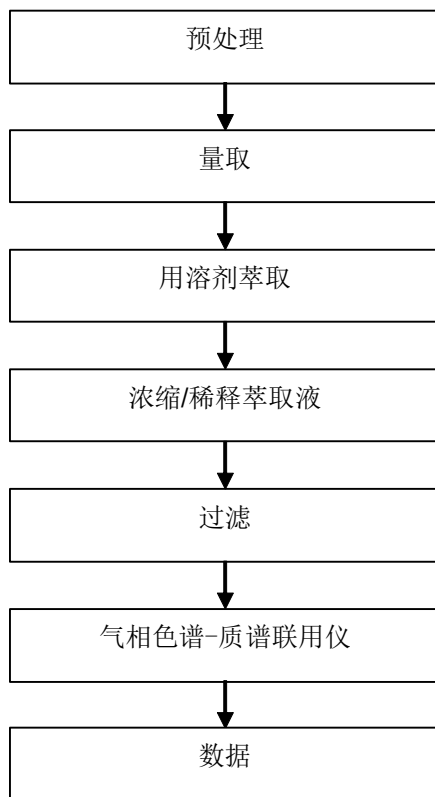 预处理
量取
用溶剂萃取
浓缩/稀释萃取液
过滤
气相色谱-质谱联用仪
数据